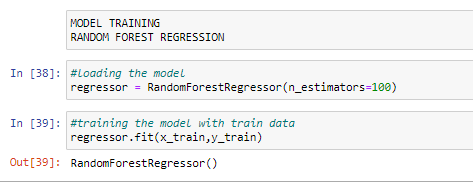 MODEL TRAINING
RANDOM FOREST REGRESSION
In [38]: #loading the model
regressor = RandomForestRegressor(n_estimators=100)
In [39]: #training the model with train data
regressor.fit(x_train,y_train)
Out[39]: RandomForestRegressor()